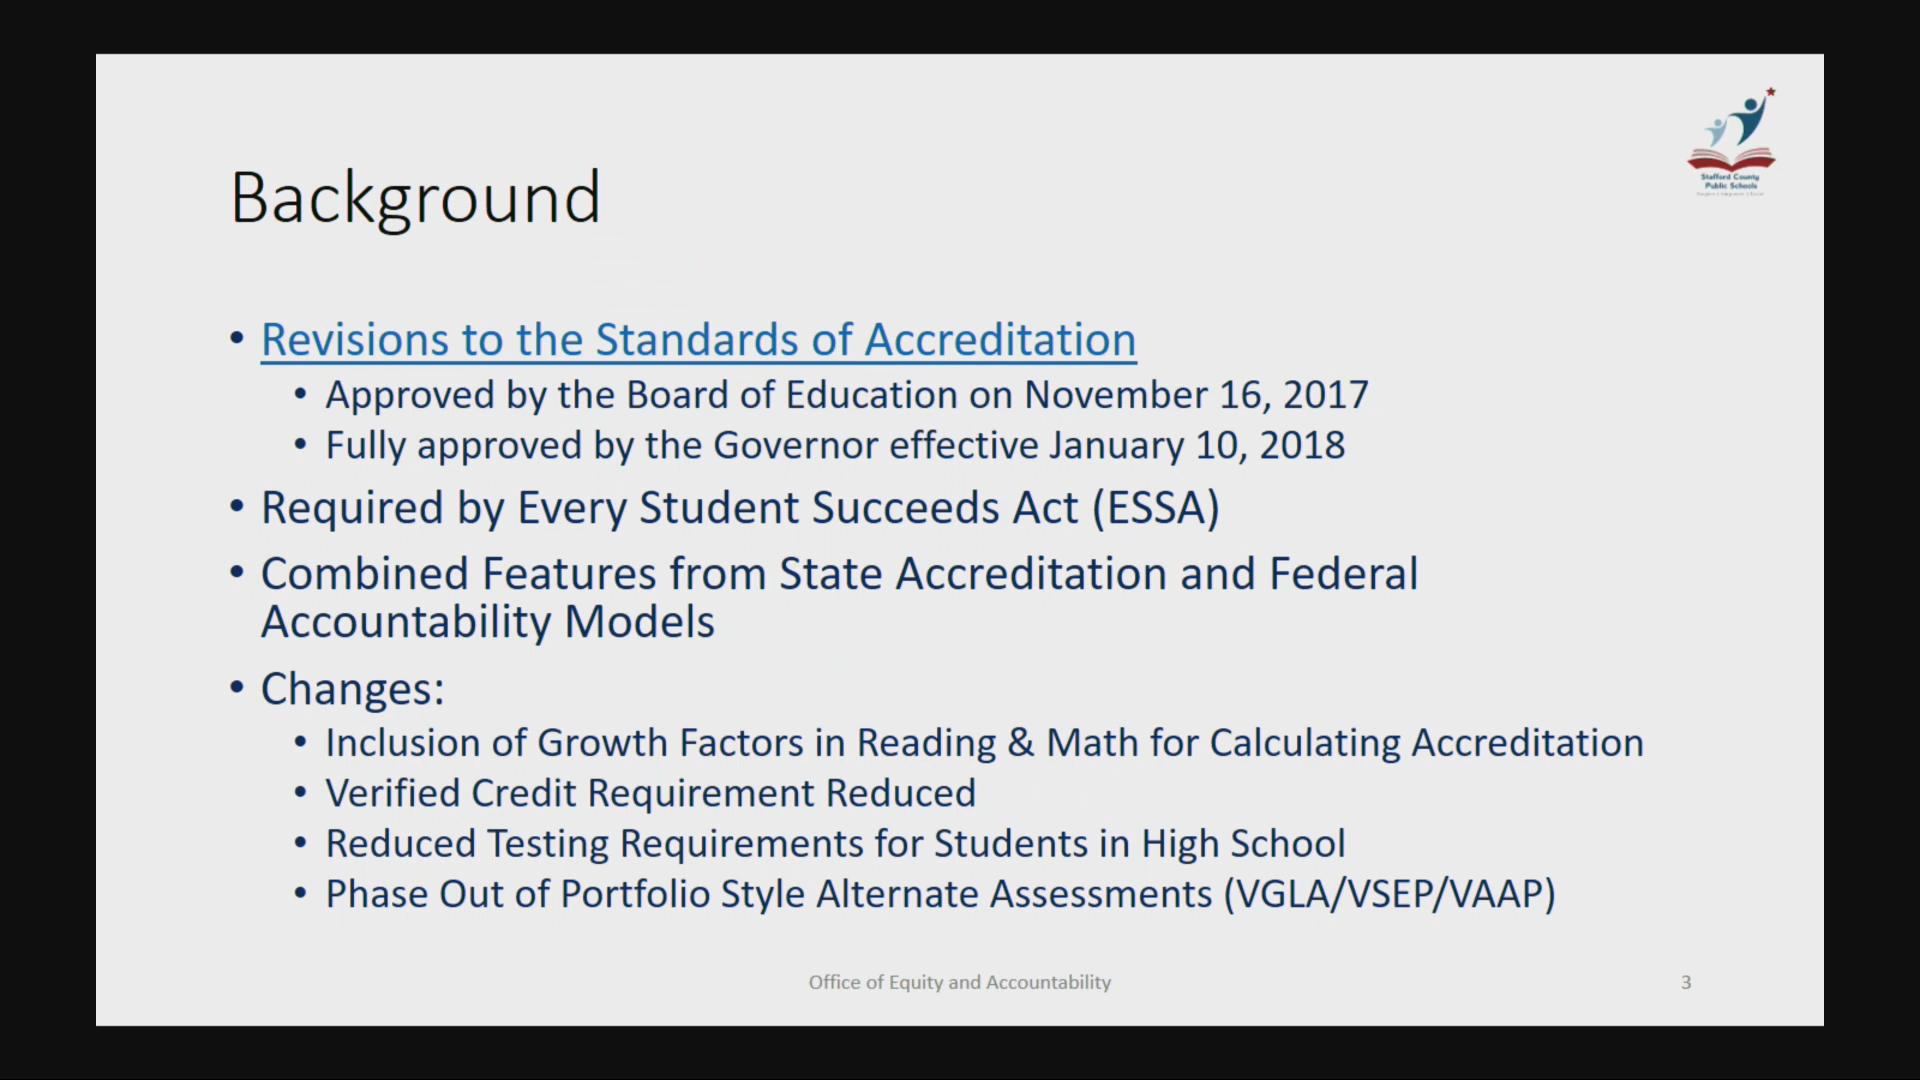 Stafford County
Public Schools
Background
• Revisions to the Standards of Accreditation
• Approved by the Board of Education on November 16, 2017
• Fully approved by the Governor effective January 10, 2018
• Required by Every Student Succeeds Act (ESSA)
• Combined Features from State Accreditation and Federal
Accountability Models
• Changes:
• Inclusion of Growth Factors in Reading & Math for Calculating Accreditation
• Verified Credit Requirement Reduced
• Reduced Testing Requirements for Students in High School
• Phase Out of Portfolio Style Alternate Assessments (VGLA/VSEP/VAAP)
Office of Equity and Accountability
3